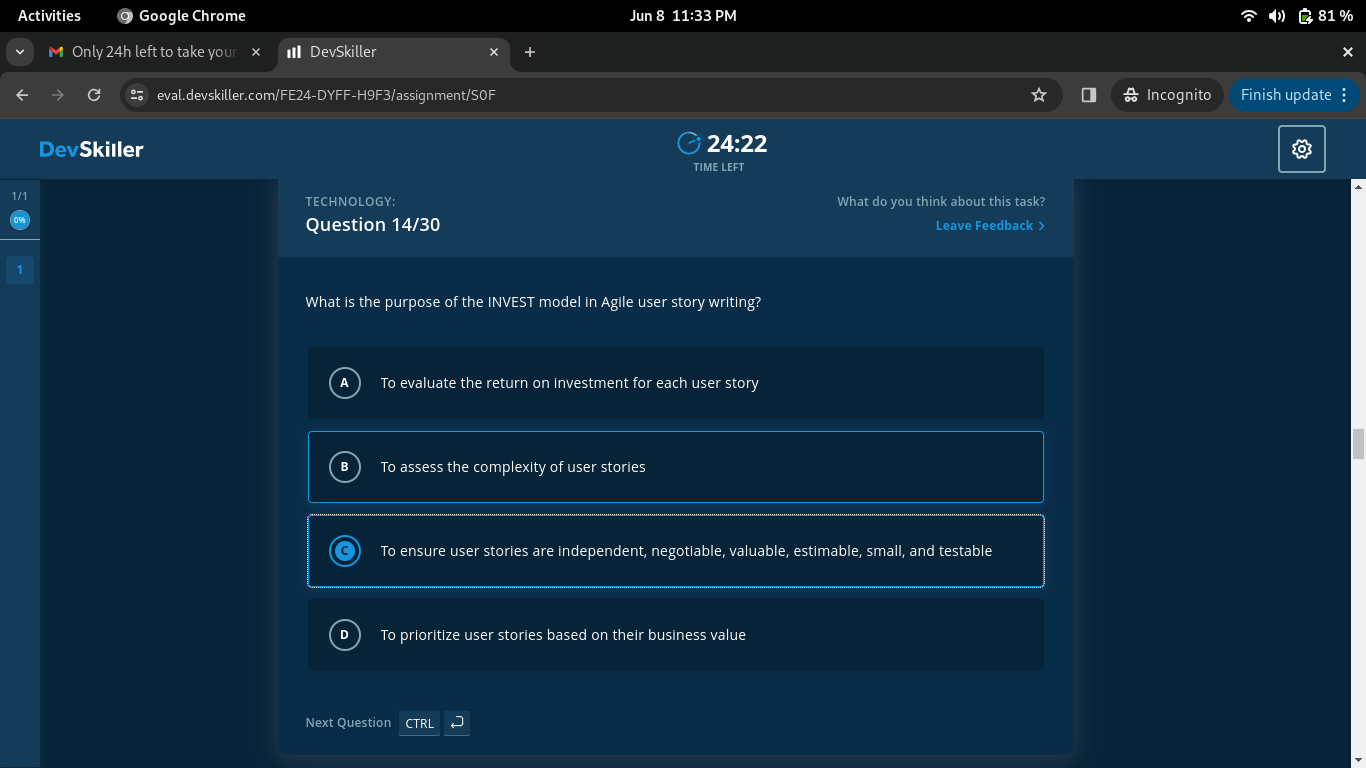 Activities
Google Chrome
Jun 8 11:33 PM
81 %
Only 24h left to take your
DevSkiller
eval.devskiller.com/FE24-DYFF-H9F3/assignment/S0F
Incognito
Finish update
DevSkiller
24:22
TIME LEFT
1/1
0%
1
TECHNOLOGY:
Question 14/30
What do you think about this task?
Leave Feedback
What is the purpose of the INVEST model in Agile user story writing?
A
To evaluate the return on investment for each user story
B
To assess the complexity of user stories
C
To ensure user stories are independent, negotiable, valuable, estimable, small, and testable
D
To prioritize user stories based on their business value
Next Question CTRL